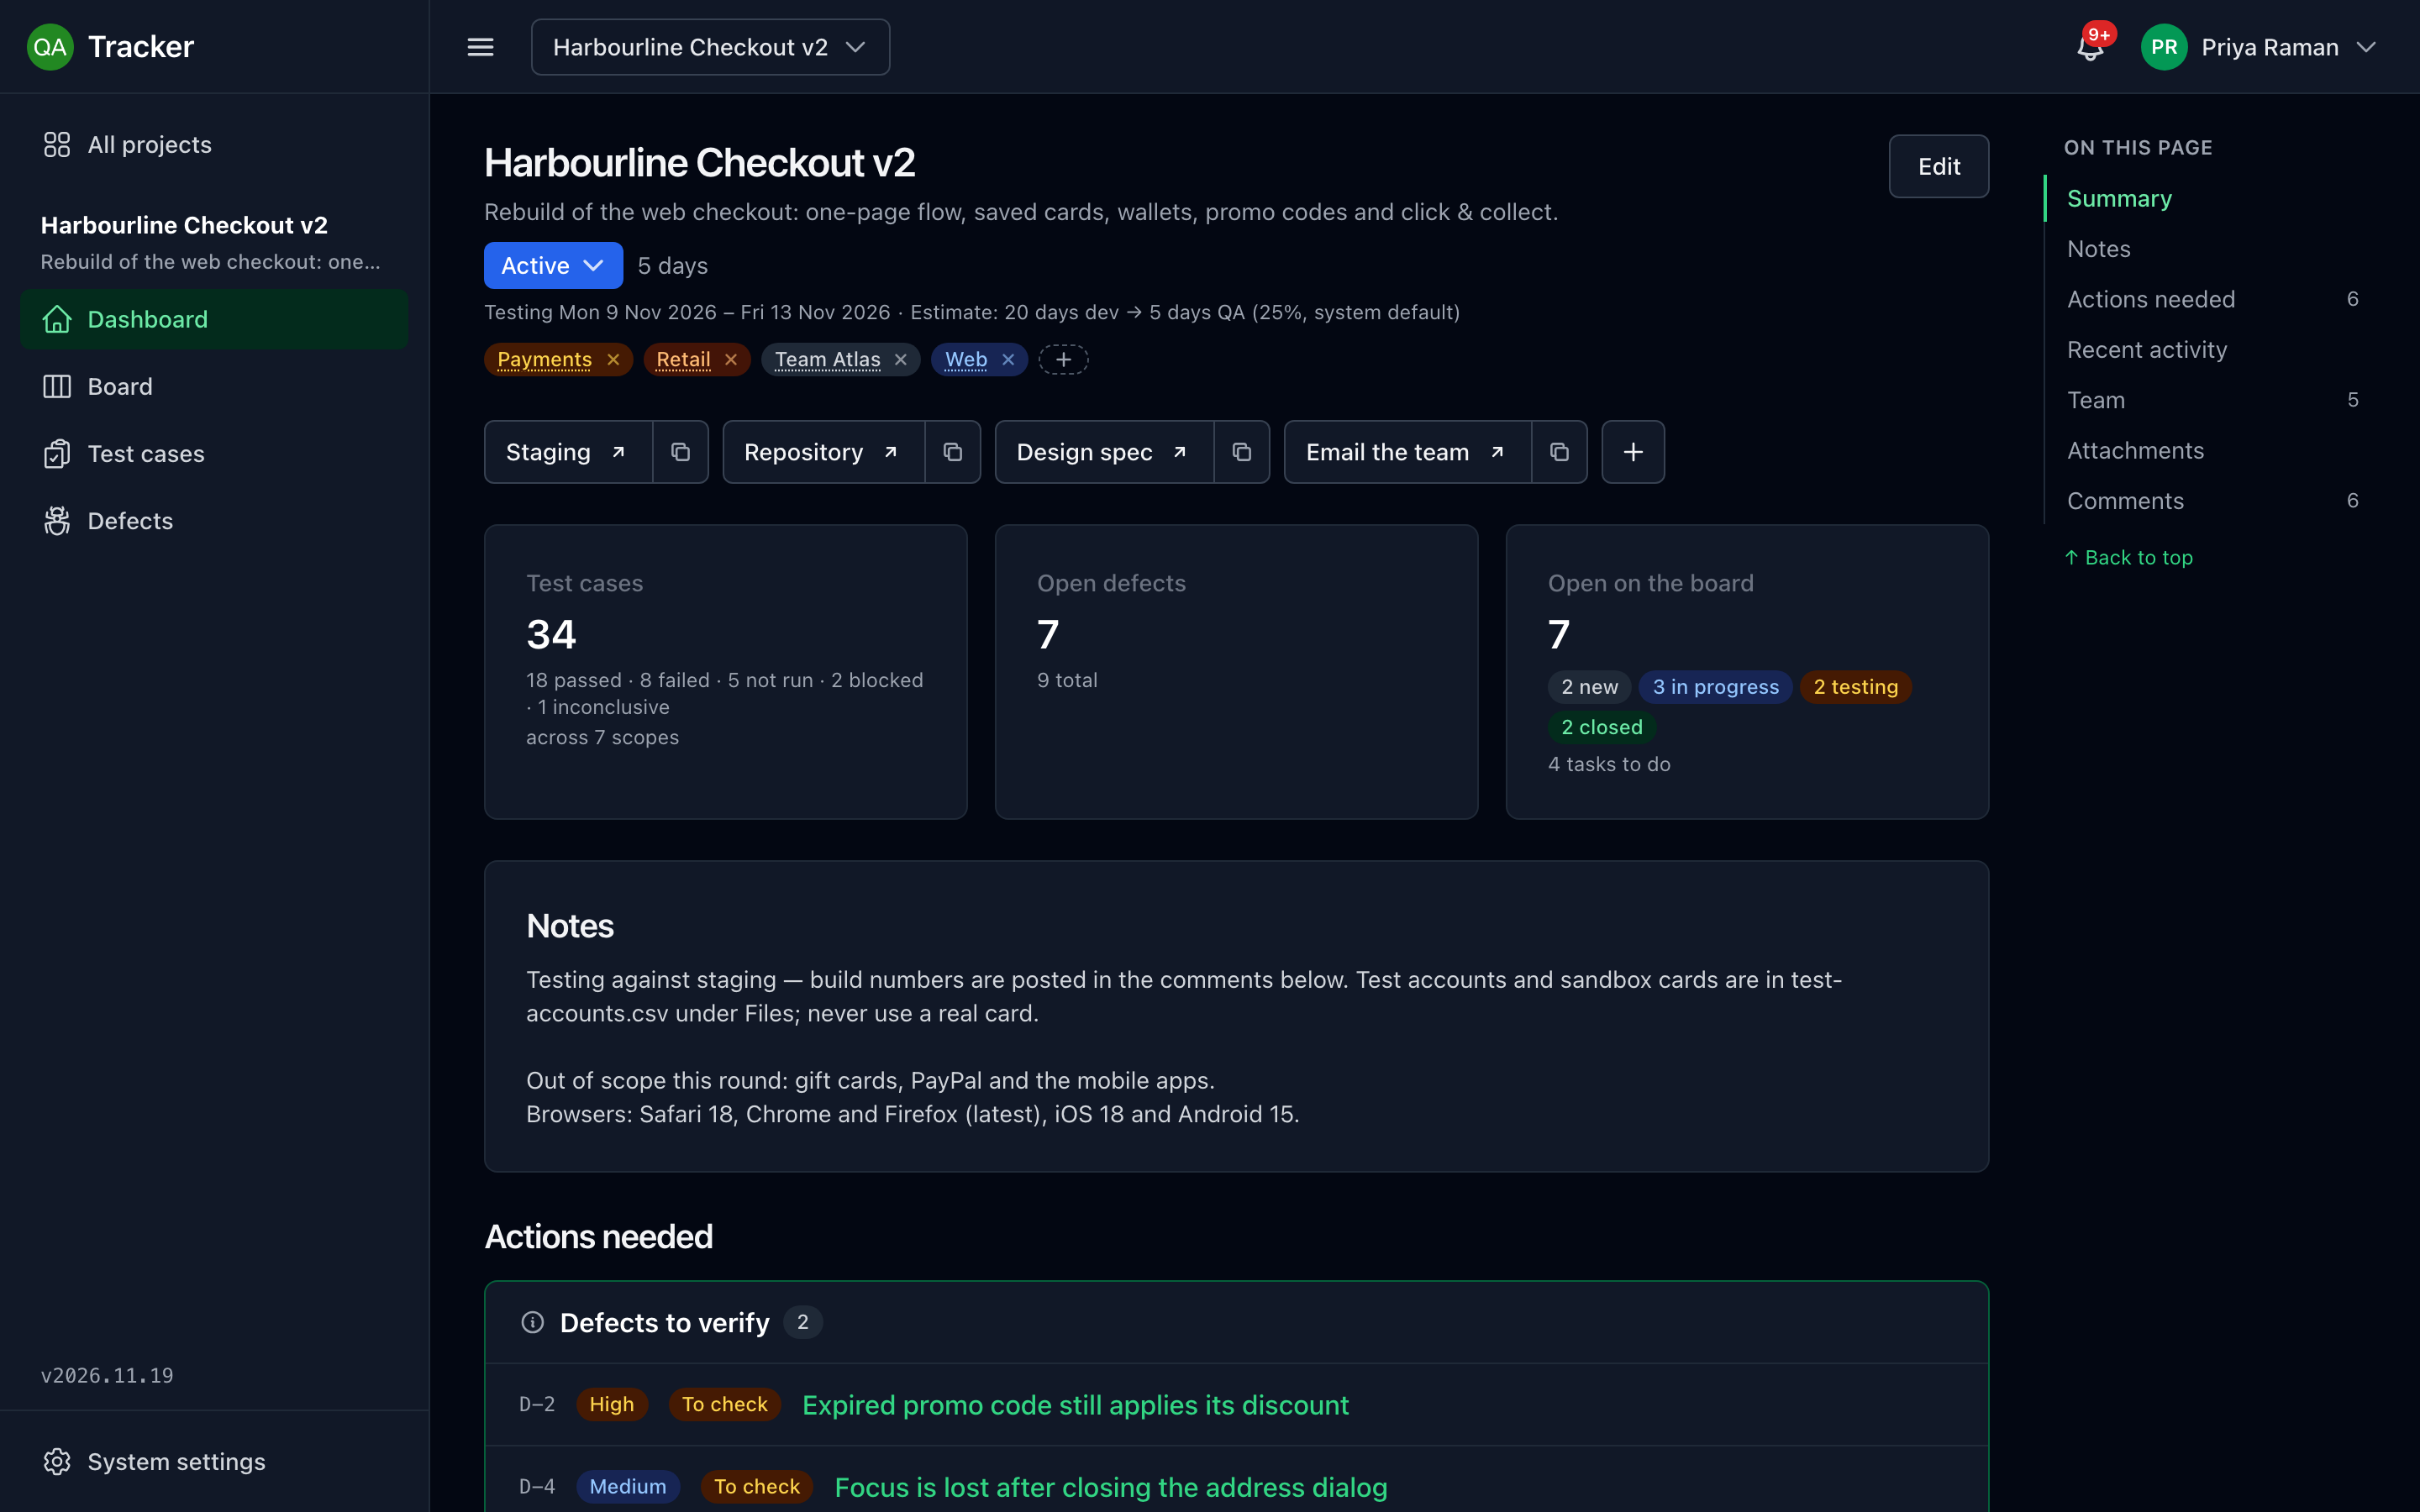 QA Tracker
Harbourline Checkout v2
9+
PR Priya Raman
All projects
Harbourline Checkout v2
Rebuild of the web checkout: one...
Dashboard
Board
Test cases
Defects
v2026.11.19
System settings
Harbourline Checkout v2
Edit
Rebuild of the web checkout: one-page flow, saved cards, wallets, promo codes and click & collect.
Active 5 days
Testing Mon 9 Nov 2026 – Fri 13 Nov 2026 · Estimate: 20 days dev → 5 days QA (25%, system default)
Payments × Retail × Team Atlas × Web × +
Staging ↗ Repository ↗ Design spec ↗ Email the team ↗ +
Test cases
34
18 passed · 8 failed · 5 not run · 2 blocked
· 1 inconclusive
across 7 scopes
Open defects
7
9 total
Open on the board
7
2 new 3 in progress 2 testing
2 closed
4 tasks to do
Notes
Testing against staging — build numbers are posted in the comments below. Test accounts and sandbox cards are in test-
accounts.csv under Files; never use a real card.
Out of scope this round: gift cards, PayPal and the mobile apps.
Browsers: Safari 18, Chrome and Firefox (latest), iOS 18 and Android 15.
Actions needed
Defects to verify 2
D-2 High To check Expired promo code still applies its discount
D-4 Medium To check Focus is lost after closing the address dialog
ON THIS PAGE
Summary
Notes
Actions needed 6
Recent activity
Team 5
Attachments
Comments 6
↑ Back to top